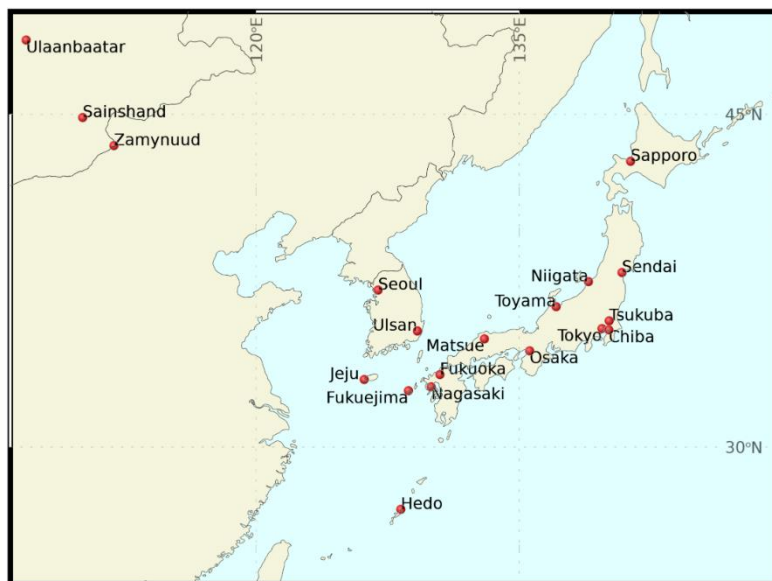 120°E
135°E
Ulaanbaatar
Sainshand
45°N
Zamynuud
Sapporo
Sendai
Niigata
Seoul
Toyama
Tsukuba
Ulsan
Tokyo
Chiba
Matsue
Osaka
Fukuoka
Jeju
Fukuejima
Nagasaki
30°N
Hedo